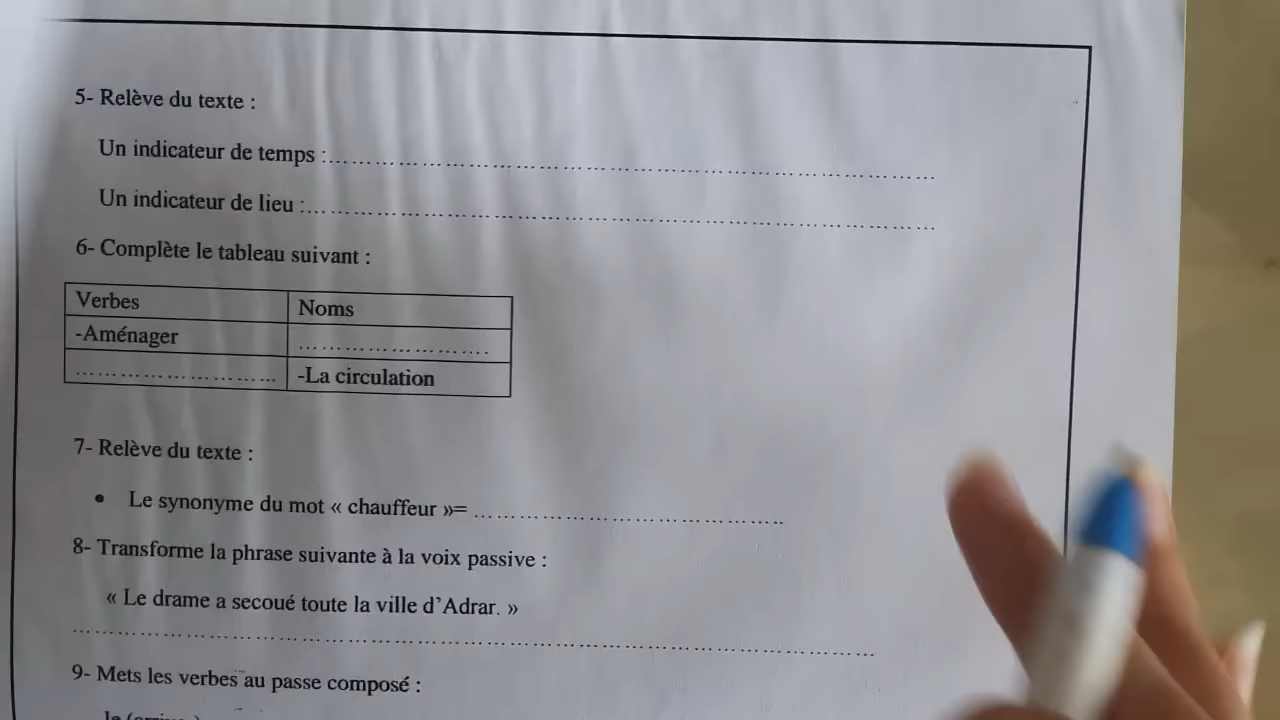 5- Relève du texte :
Un indicateur de temps :……………………………………………………………………
Un indicateur de lieu :……………………………………………………………………
6- Complète le tableau suivant :
Verbes Noms
-Aménager …………………….
……………………… -La circulation
7- Relève du texte :
• Le synonyme du mot « chauffeur »= …………………………………..
8- Transforme la phrase suivante à la voix passive :
« Le drame a secoué toute la ville d’Adrar. »
……………………………………………………………………………………
9- Mets les verbes au passe composé :